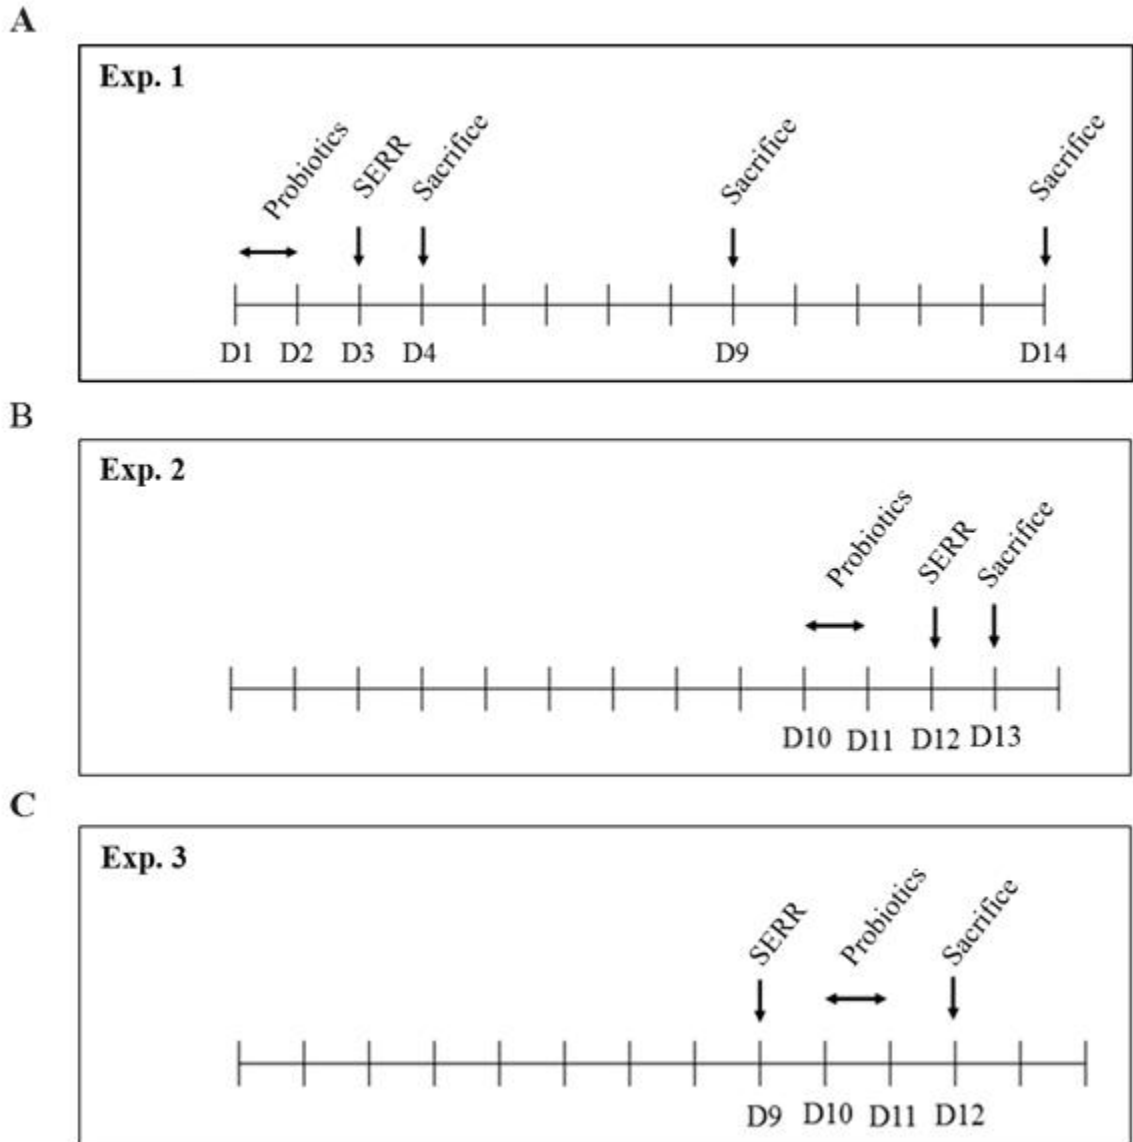 A
Exp. 1
Probiotics
SERR
Sacrifice
Sacrifice
Sacrifice
D1 D2 D3 D4 D9 D14
B
Exp. 2
Probiotics
SERR
Sacrifice
D10 D11 D12 D13
C
Exp. 3
SERR
Probiotics
Sacrifice
D9 D10 D11 D12